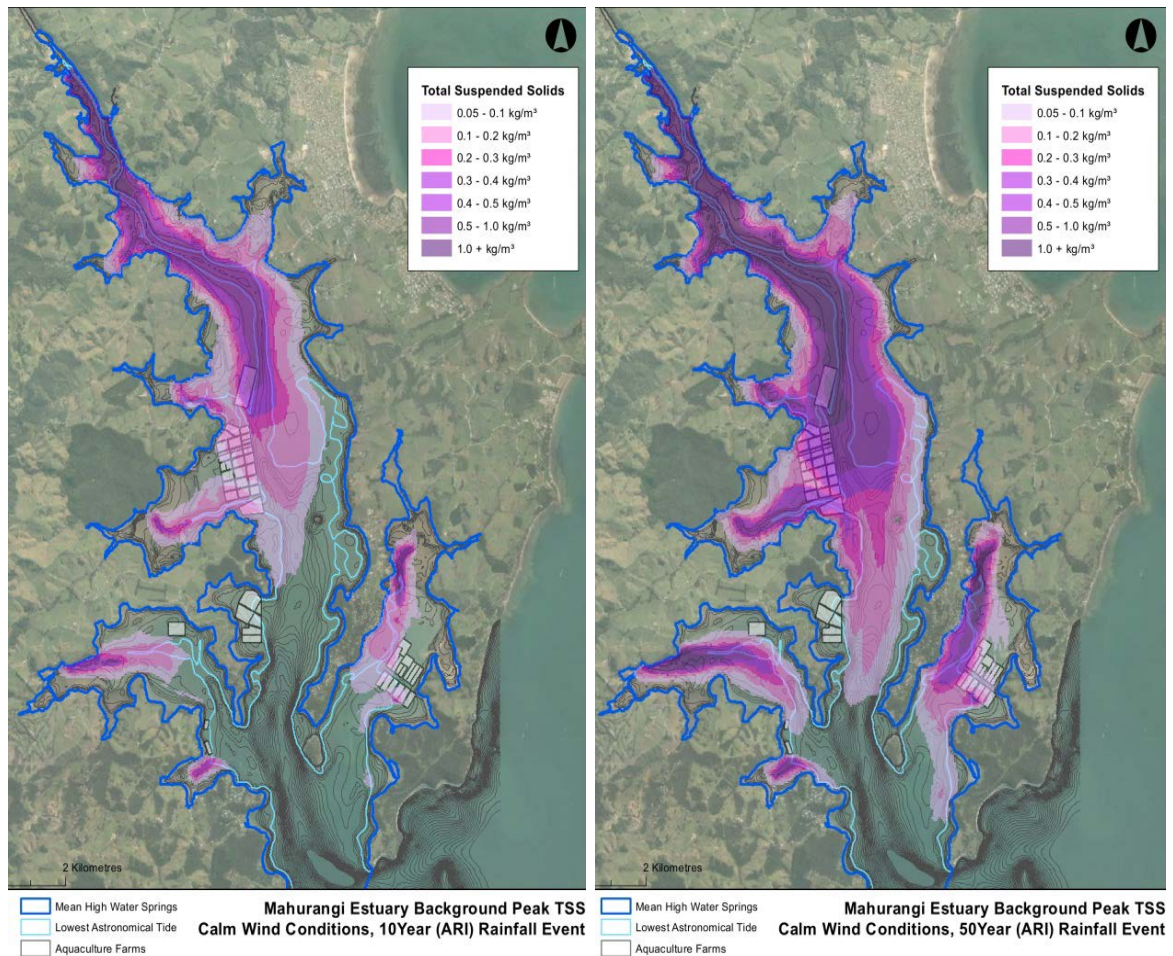 Total Suspended Solids
0.05 - 0.1 kg/m³
0.1 - 0.2 kg/m³
0.2 - 0.3 kg/m³
0.3 - 0.4 kg/m³
0.4 - 0.5 kg/m³
0.5 - 1.0 kg/m³
1.0 + kg/m³
2 Kilometres
Mean High Water Springs
Lowest Astronomical Tide
Aquaculture Farms
Mahurangi Estuary Background Peak TSS
Calm Wind Conditions, 10Year (ARI) Rainfall Event
Total Suspended Solids
0.05 - 0.1 kg/m³
0.1 - 0.2 kg/m³
0.2 - 0.3 kg/m³
0.3 - 0.4 kg/m³
0.4 - 0.5 kg/m³
0.5 - 1.0 kg/m³
1.0 + kg/m³
2 Kilometres
Mean High Water Springs
Lowest Astronomical Tide
Aquaculture Farms
Mahurangi Estuary Background Peak TSS
Calm Wind Conditions, 50Year (ARI) Rainfall Event